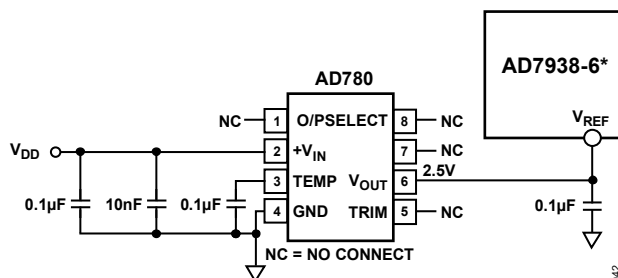 AD7938-6*
VREF
AD780
NC 1 O/PSELECT 8 NC
VDD 2 +VIN 7 NC
3 TEMP VOUT 6 2.5V
4 GND TRIM 5 NC
0.1µF 10nF 0.1µF 0.1µF
NC = NO CONNECT